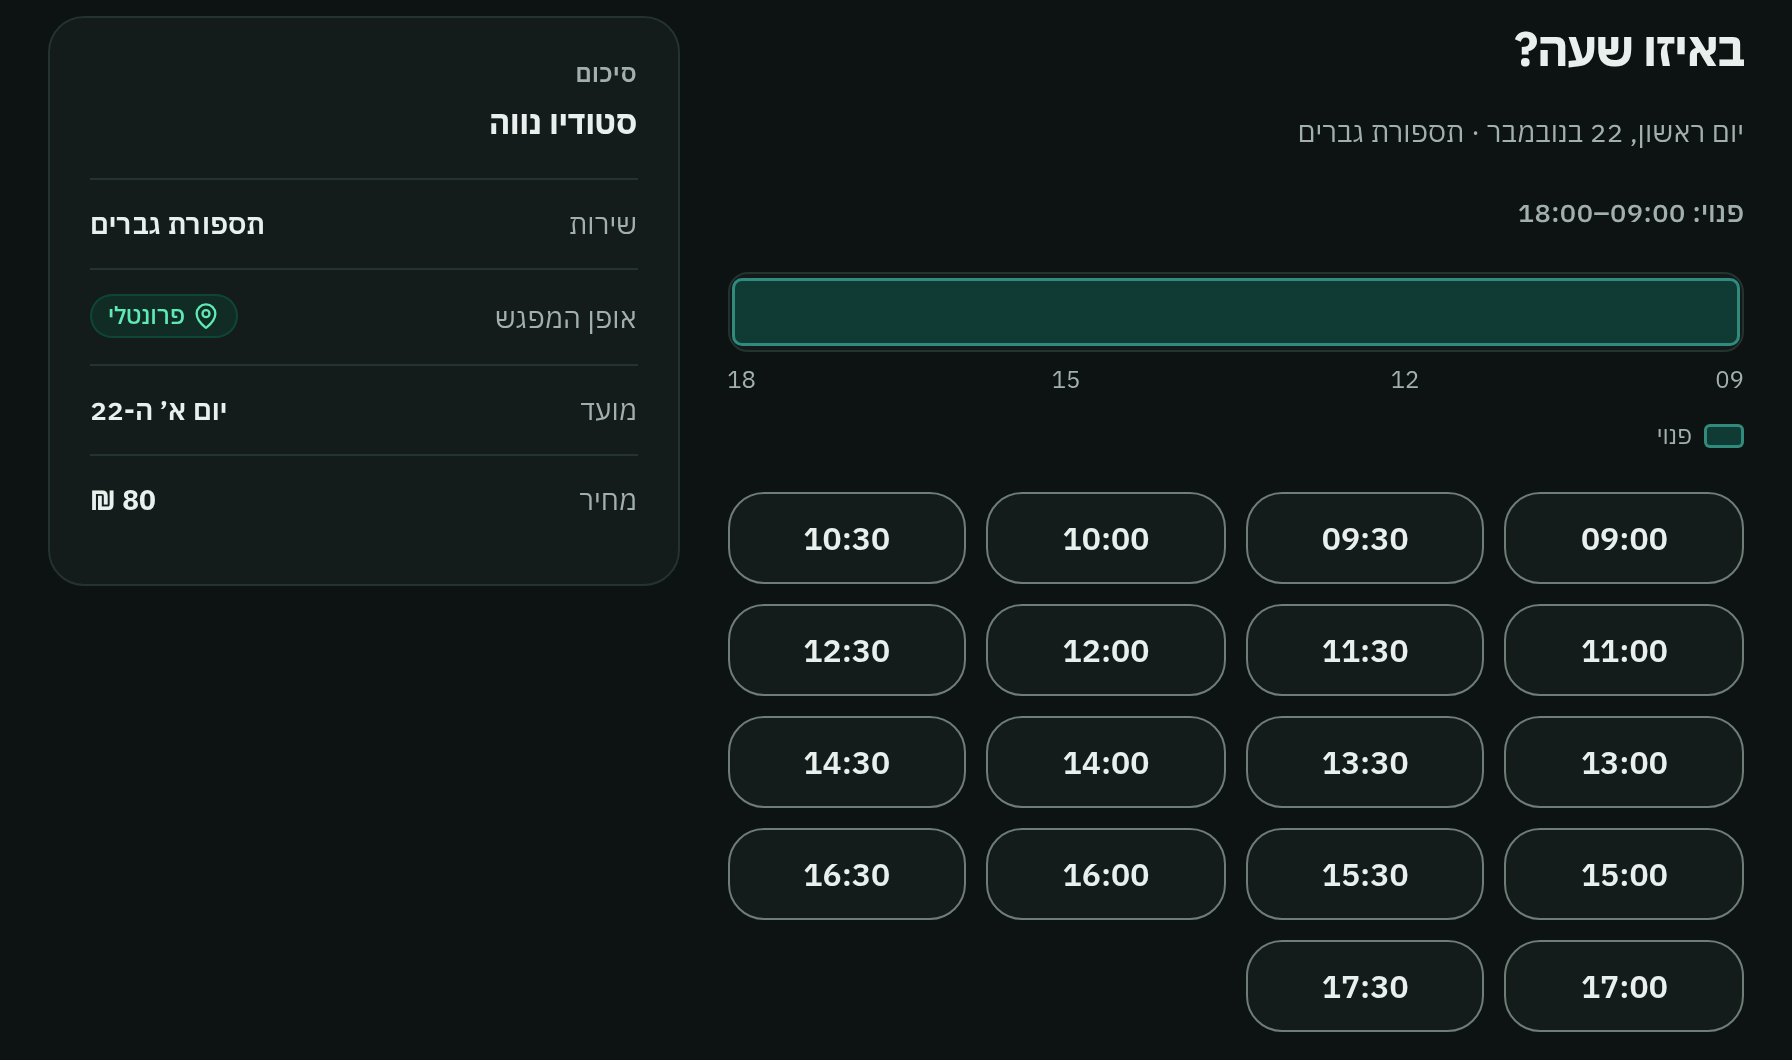 באיזו שעה?
יום ראשון, 22 בנובמבר · תספורת גברים
פנוי: 09:00–18:00
09 12 15 18
פנוי
09:00 09:30 10:00 10:30
11:00 11:30 12:00 12:30
13:00 13:30 14:00 14:30
15:00 15:30 16:00 16:30
17:00 17:30
סיכום
סטודיו נווה
שירות תספורת גברים
אופן המפגש פרונטלי
מועד יום א׳ ה-22
מחיר 80 ₪